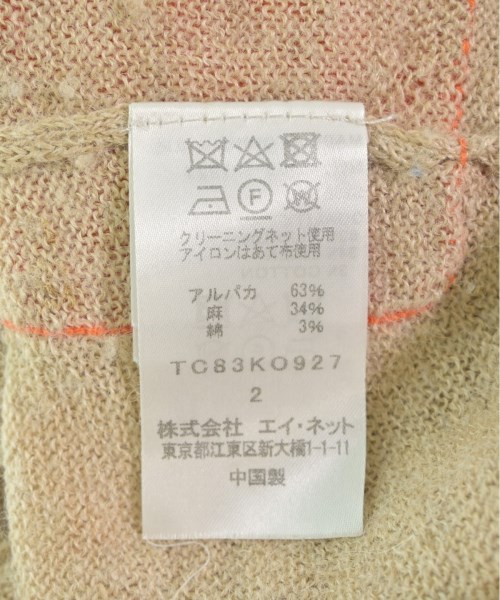 F
クリーニングネット使用
アイロンはあて布使用
アルパカ 63%
麻 34%
綿 3%
TC83KO927
2
株式会社 エイ・ネット
東京都江東区新大橋1-1-11
中国製